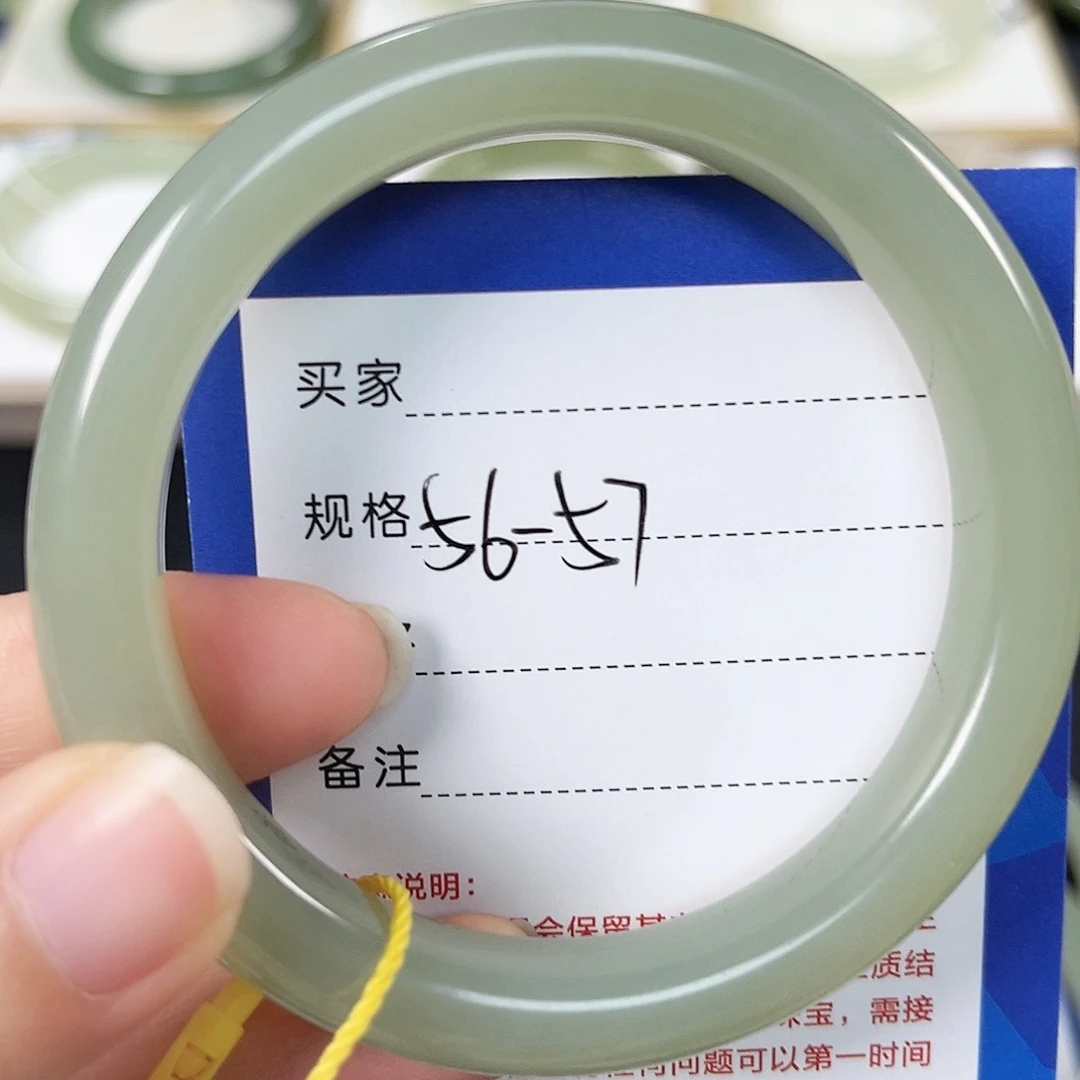 买家
规格 56-57
备注
说明:
会保留其
质结
珠宝，需接
何问题可以第一时间